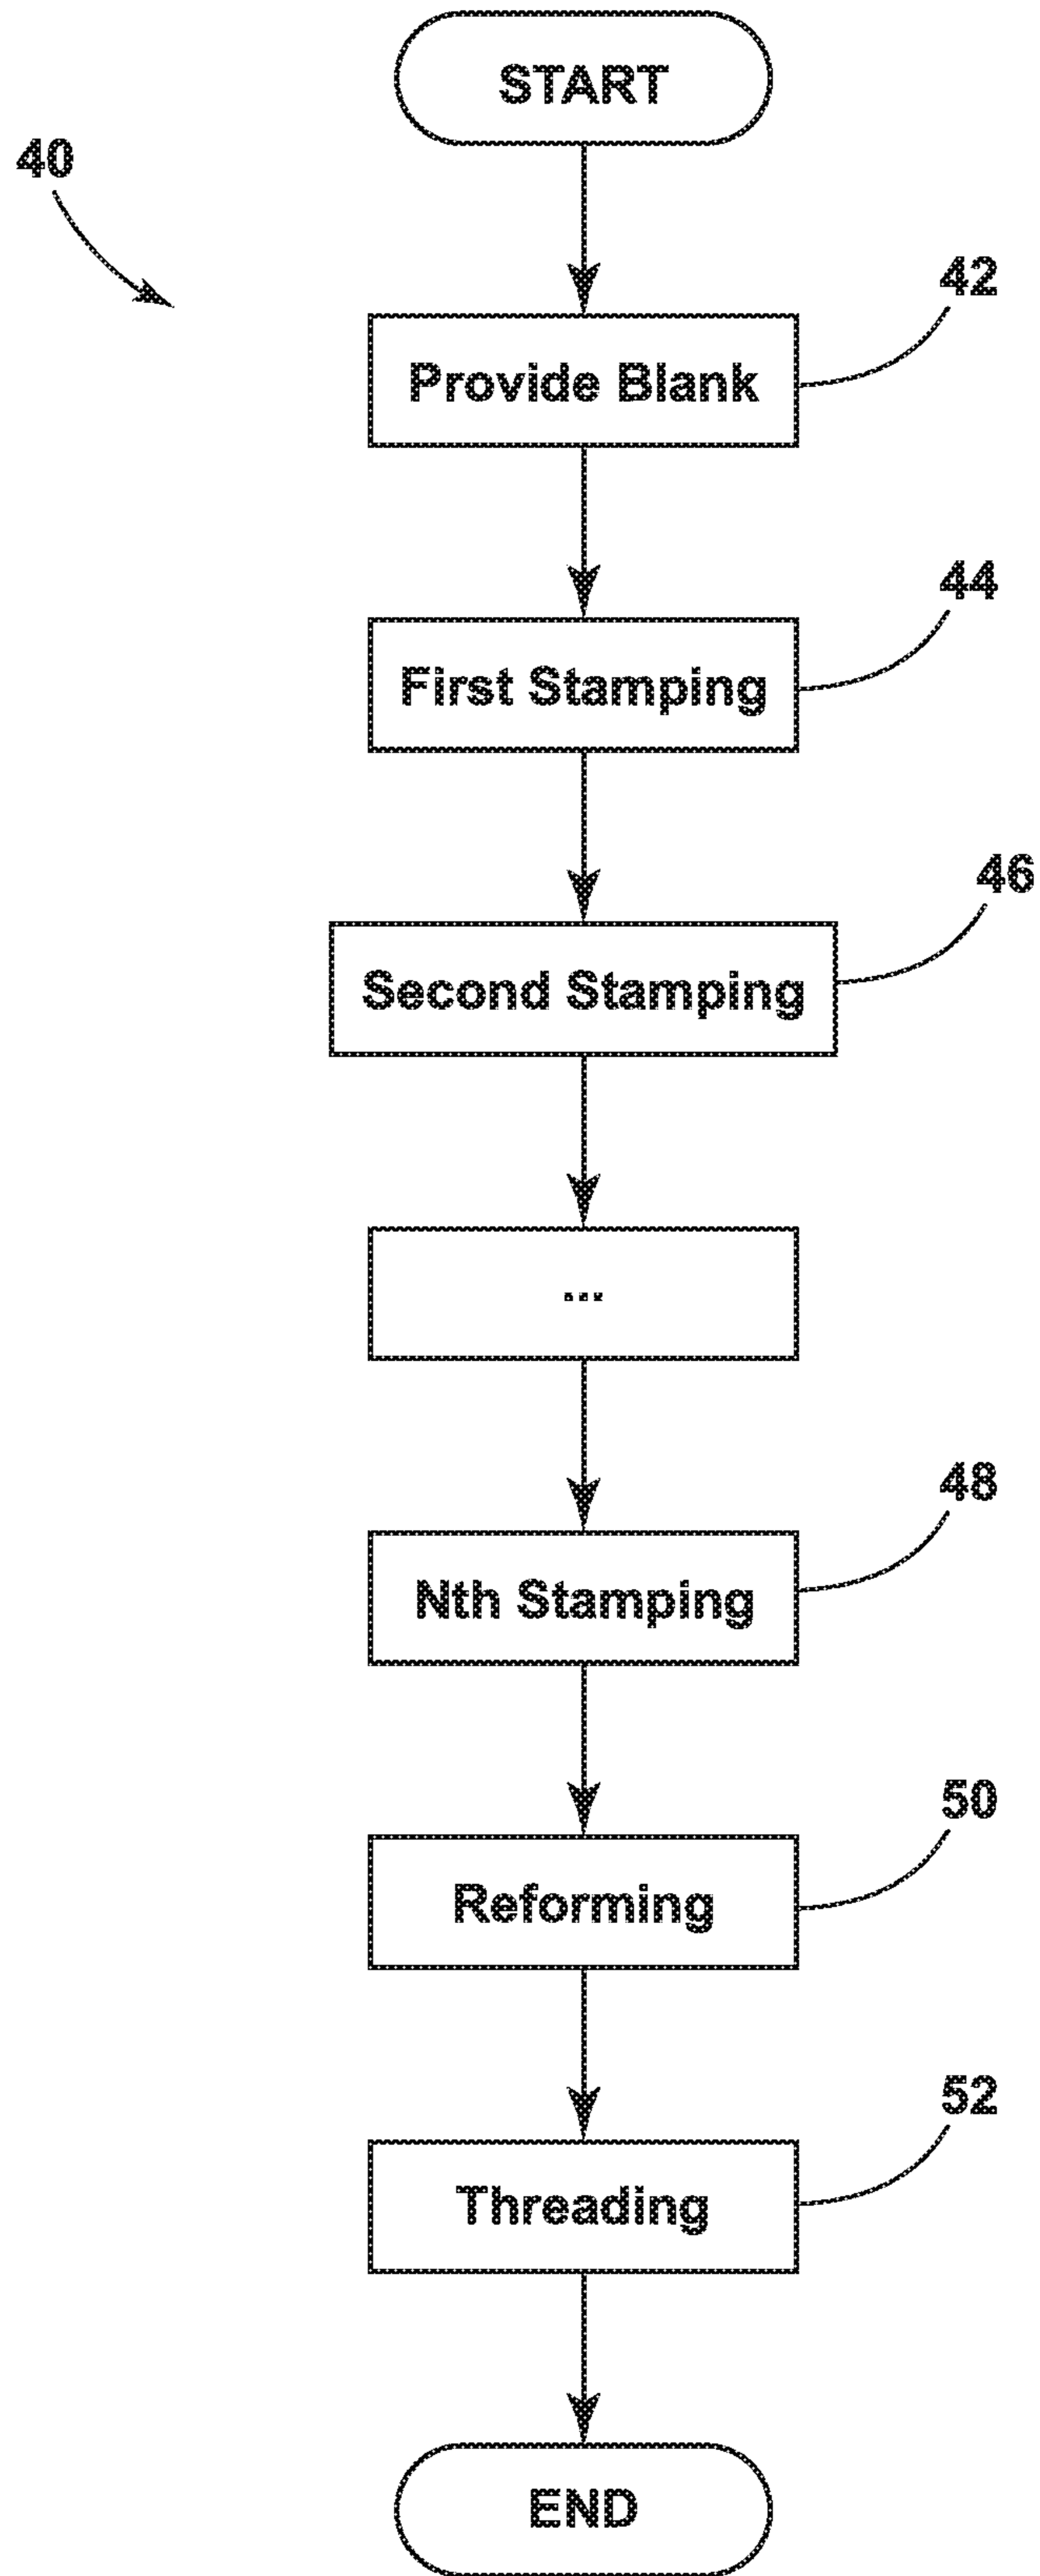 START
40
42
Provide Blank
44
First Stamping
46
Second Stamping
...
48
Nth Stamping
50
Reforming
52
Threading
END